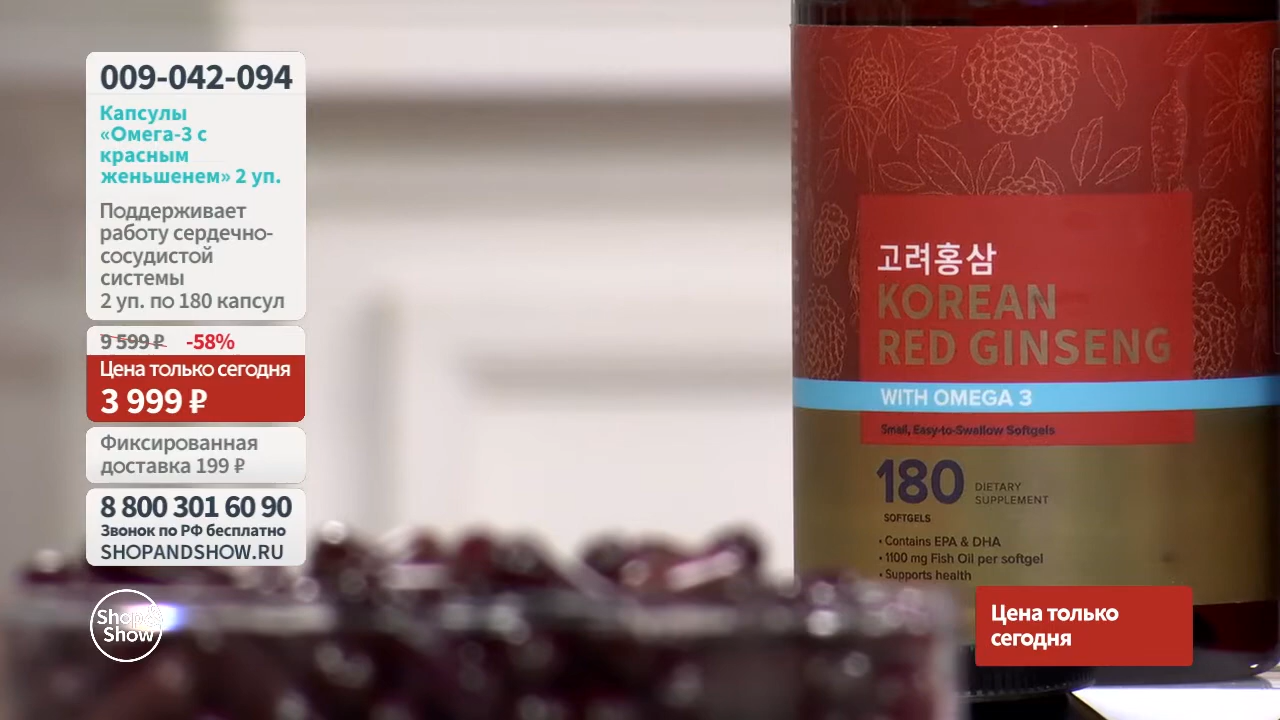 009-042-094
Капсулы
«Омега-3 с
красным
женьшенем» 2 уп.
Поддерживает
работу сердечно-
сосудистой
системы
2 уп. по 180 капсул
9 599 ₽ -58%
Цена только сегодня
3 999 ₽
Фиксированная
доставка 199 ₽
8 800 301 60 90
Звонок по РФ бесплатно
SHOPANDSHOW.RU
Shop&
Show
고려홍삼
KOREAN
RED GINSENG
WITH OMEGA 3
Small, Easy-to-Swallow Softgels
180
DIETARY
SUPPLEMENT
SOFTGELS
• Contains EPA & DHA
• 1100 mg Fish Oil per softgel
• Supports health
Цена только
сегодня